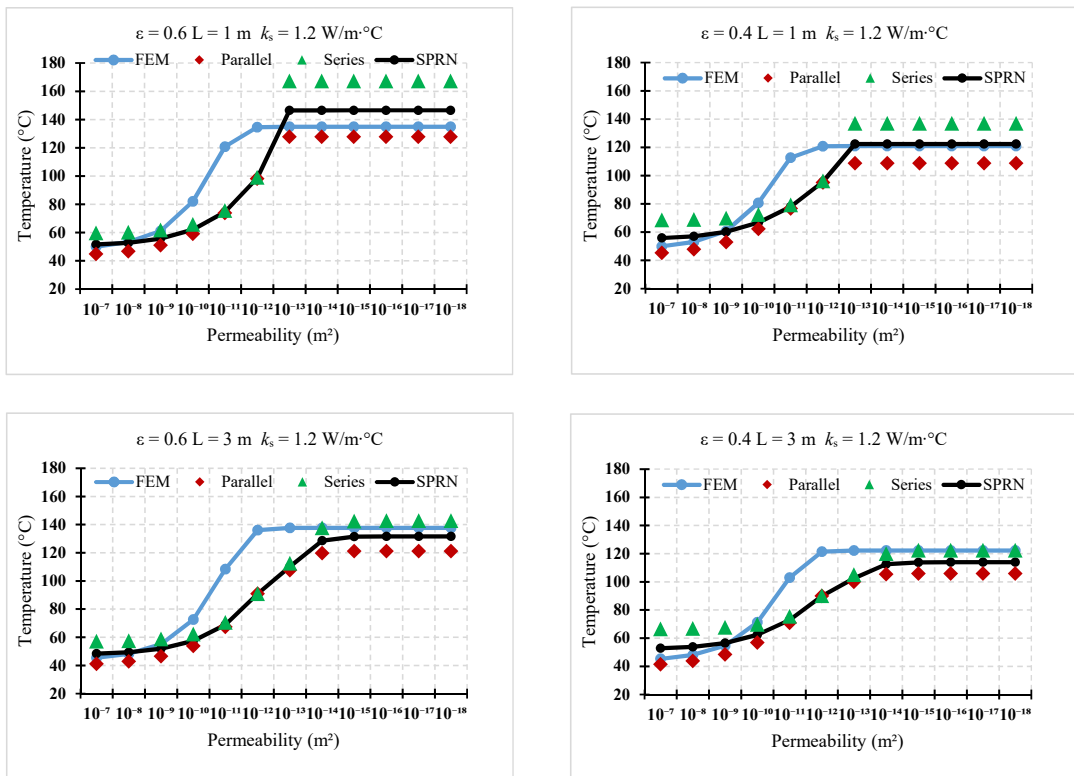 ε = 0.6 L = 1 m kₛ = 1.2 W/m·°C
FEM Parallel Series SPRN
Temperature (°C)
180
160
140
120
100
80
60
40
20
10⁻⁷ 10⁻⁸ 10⁻⁹ 10⁻¹⁰ 10⁻¹¹ 10⁻¹² 10⁻¹³ 10⁻¹⁴ 10⁻¹⁵ 10⁻¹⁶ 10⁻¹⁷ 10⁻¹⁸
Permeability (m²)
ε = 0.4 L = 1 m kₛ = 1.2 W/m·°C
FEM Parallel Series SPRN
Temperature (°C)
180
160
140
120
100
80
60
40
20
10⁻⁷ 10⁻⁸ 10⁻⁹ 10⁻¹⁰ 10⁻¹¹ 10⁻¹² 10⁻¹³ 10⁻¹⁴ 10⁻¹⁵ 10⁻¹⁶ 10⁻¹⁷ 10⁻¹⁸
Permeability (m²)
ε = 0.6 L = 3 m kₛ = 1.2 W/m·°C
FEM Parallel Series SPRN
Temperature (°C)
180
160
140
120
100
80
60
40
20
10⁻⁷ 10⁻⁸ 10⁻⁹ 10⁻¹⁰ 10⁻¹¹ 10⁻¹² 10⁻¹³ 10⁻¹⁴ 10⁻¹⁵ 10⁻¹⁶ 10⁻¹⁷ 10⁻¹⁸
Permeability (m²)
ε = 0.4 L = 3 m kₛ = 1.2 W/m·°C
FEM Parallel Series SPRN
Temperature (°C)
180
160
140
120
100
80
60
40
20
10⁻⁷ 10⁻⁸ 10⁻⁹ 10⁻¹⁰ 10⁻¹¹ 10⁻¹² 10⁻¹³ 10⁻¹⁴ 10⁻¹⁵ 10⁻¹⁶ 10⁻¹⁷ 10⁻¹⁸
Permeability (m²)